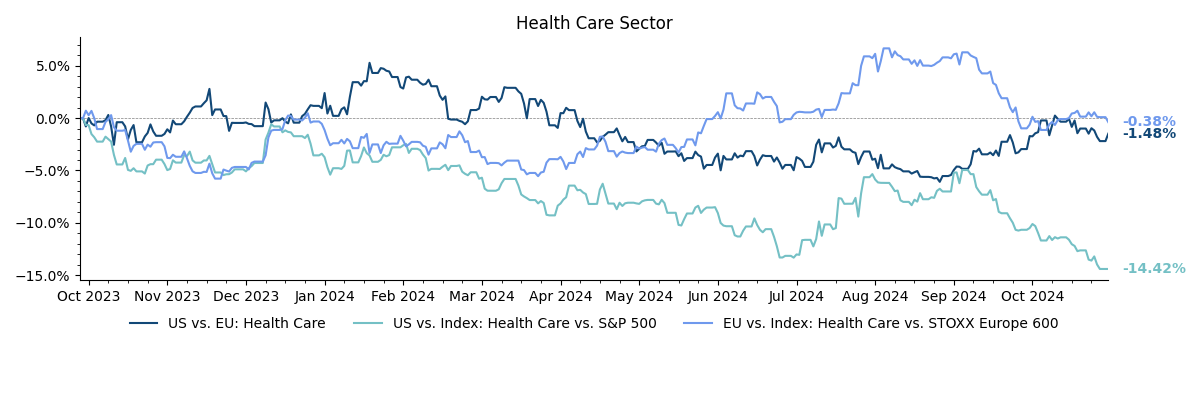 Health Care Sector
5.0%
0.0%
−5.0%
−10.0%
−15.0%
-0.38%
-1.48%
-14.42%
Oct 2023 Nov 2023 Dec 2023 Jan 2024 Feb 2024 Mar 2024 Apr 2024 May 2024 Jun 2024 Jul 2024 Aug 2024 Sep 2024 Oct 2024
US vs. EU: Health Care US vs. Index: Health Care vs. S&P 500 EU vs. Index: Health Care vs. STOXX Europe 600